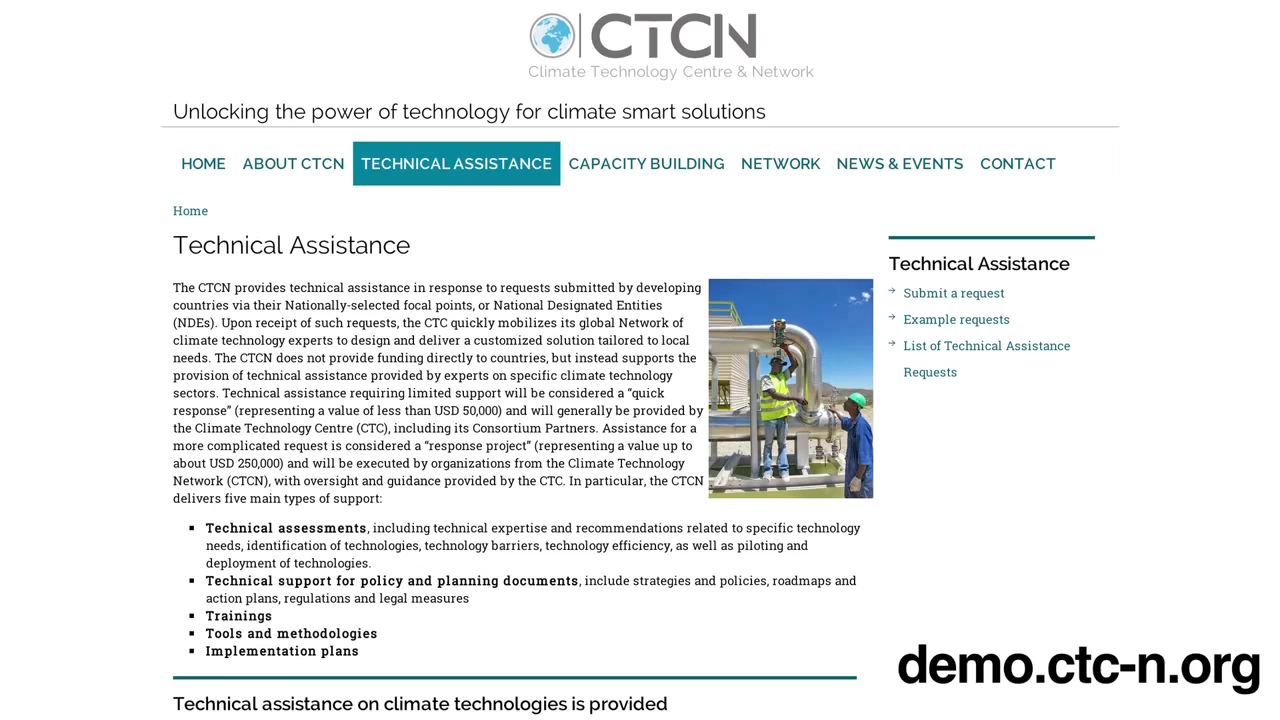 CTCN
Climate Technology Centre & Network
Unlocking the power of technology for climate smart solutions
HOME ABOUT CTCN TECHNICAL ASSISTANCE CAPACITY BUILDING NETWORK NEWS & EVENTS CONTACT
Home
Technical Assistance
The CTCN provides technical assistance in response to requests submitted by developing
countries via their Nationally-selected focal points, or National Designated Entities
(NDEs). Upon receipt of such requests, the CTC quickly mobilizes its global Network of
climate technology experts to design and deliver a customized solution tailored to local
needs. The CTCN does not provide funding directly to countries, but instead supports the
provision of technical assistance provided by experts on specific climate technology
sectors. Technical assistance requiring limited support will be considered a “quick
response” (representing a value of less than USD 50,000) and will generally be provided by
the Climate Technology Centre (CTC), including its Consortium Partners. Assistance for a
more complicated request is considered a “response project” (representing a value up to
about USD 250,000) and will be executed by organizations from the Climate Technology
Network (CTCN), with oversight and guidance provided by the CTC. In particular, the CTCN
delivers five main types of support:
Technical assessments, including technical expertise and recommendations related to specific technology
needs, identification of technologies, technology barriers, technology efficiency, as well as piloting and
deployment of technologies.
Technical support for policy and planning documents, include strategies and policies, roadmaps and
action plans, regulations and legal measures
Trainings
Tools and methodologies
Implementation plans
Technical assistance on climate technologies is provided
Technical Assistance
Submit a request
Example requests
List of Technical Assistance
Requests
demo.ctc-n.org